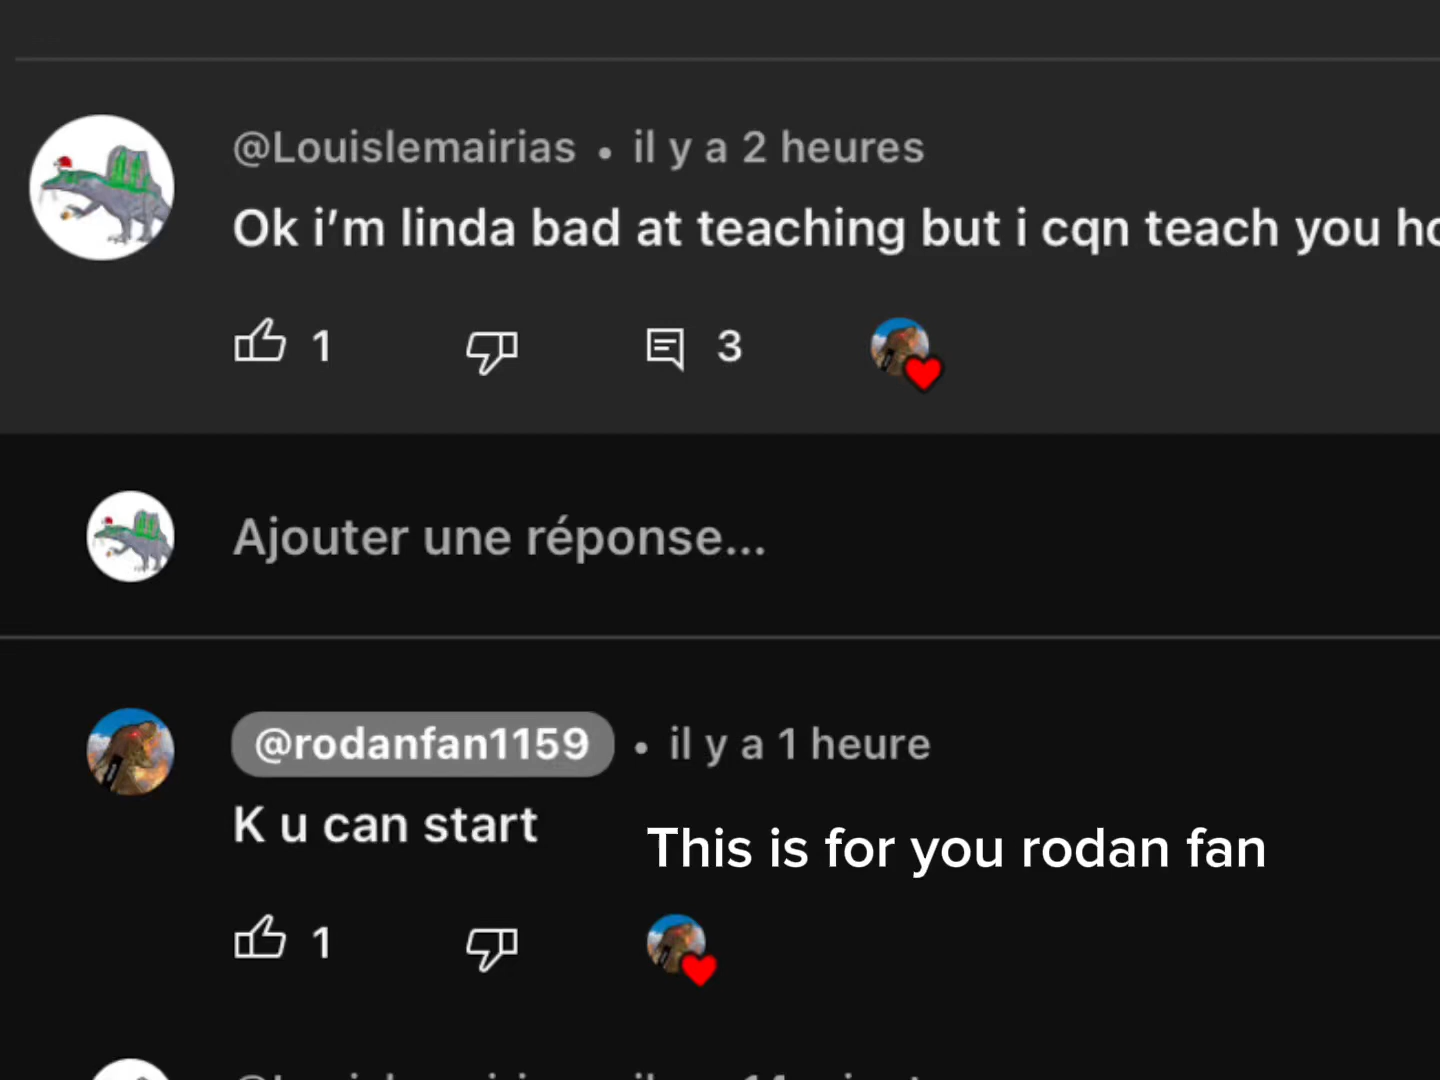 @Louislemairias • il y a 2 heures
Ok i'm linda bad at teaching but i cqn teach you
1
3
Ajouter une réponse...
@rodanfan1159 • il y a 1 heure
K u can start
This is for you rodan fan
1